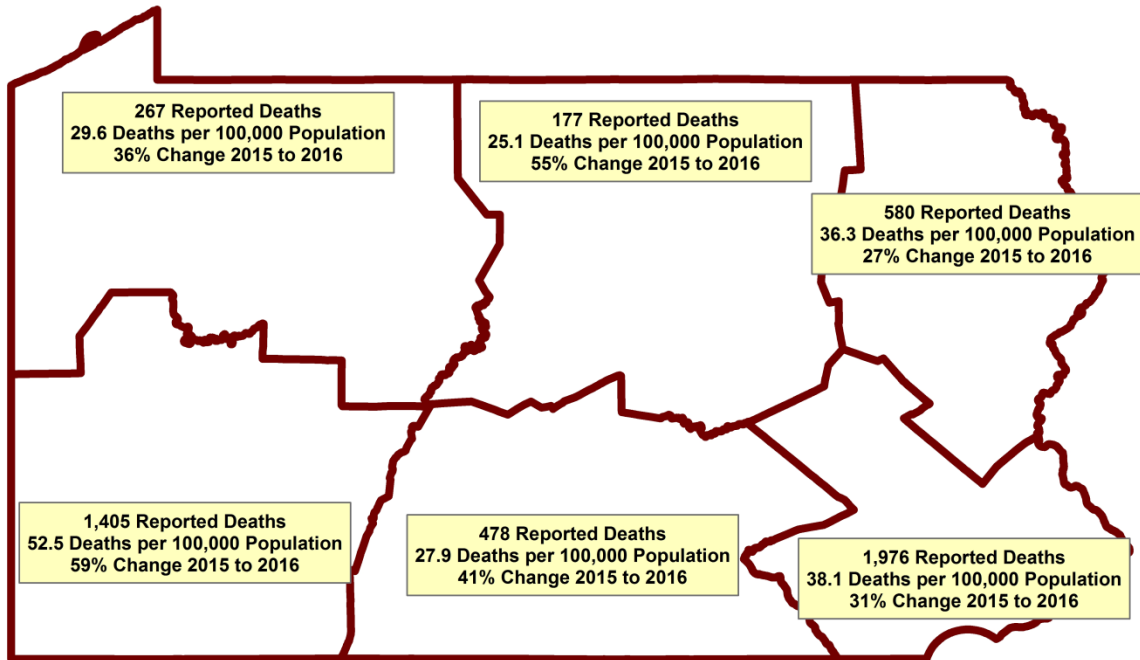 267 Reported Deaths
29.6 Deaths per 100,000 Population
36% Change 2015 to 2016
177 Reported Deaths
25.1 Deaths per 100,000 Population
55% Change 2015 to 2016
580 Reported Deaths
36.3 Deaths per 100,000 Population
27% Change 2015 to 2016
1,405 Reported Deaths
52.5 Deaths per 100,000 Population
59% Change 2015 to 2016
478 Reported Deaths
27.9 Deaths per 100,000 Population
41% Change 2015 to 2016
1,976 Reported Deaths
38.1 Deaths per 100,000 Population
31% Change 2015 to 2016